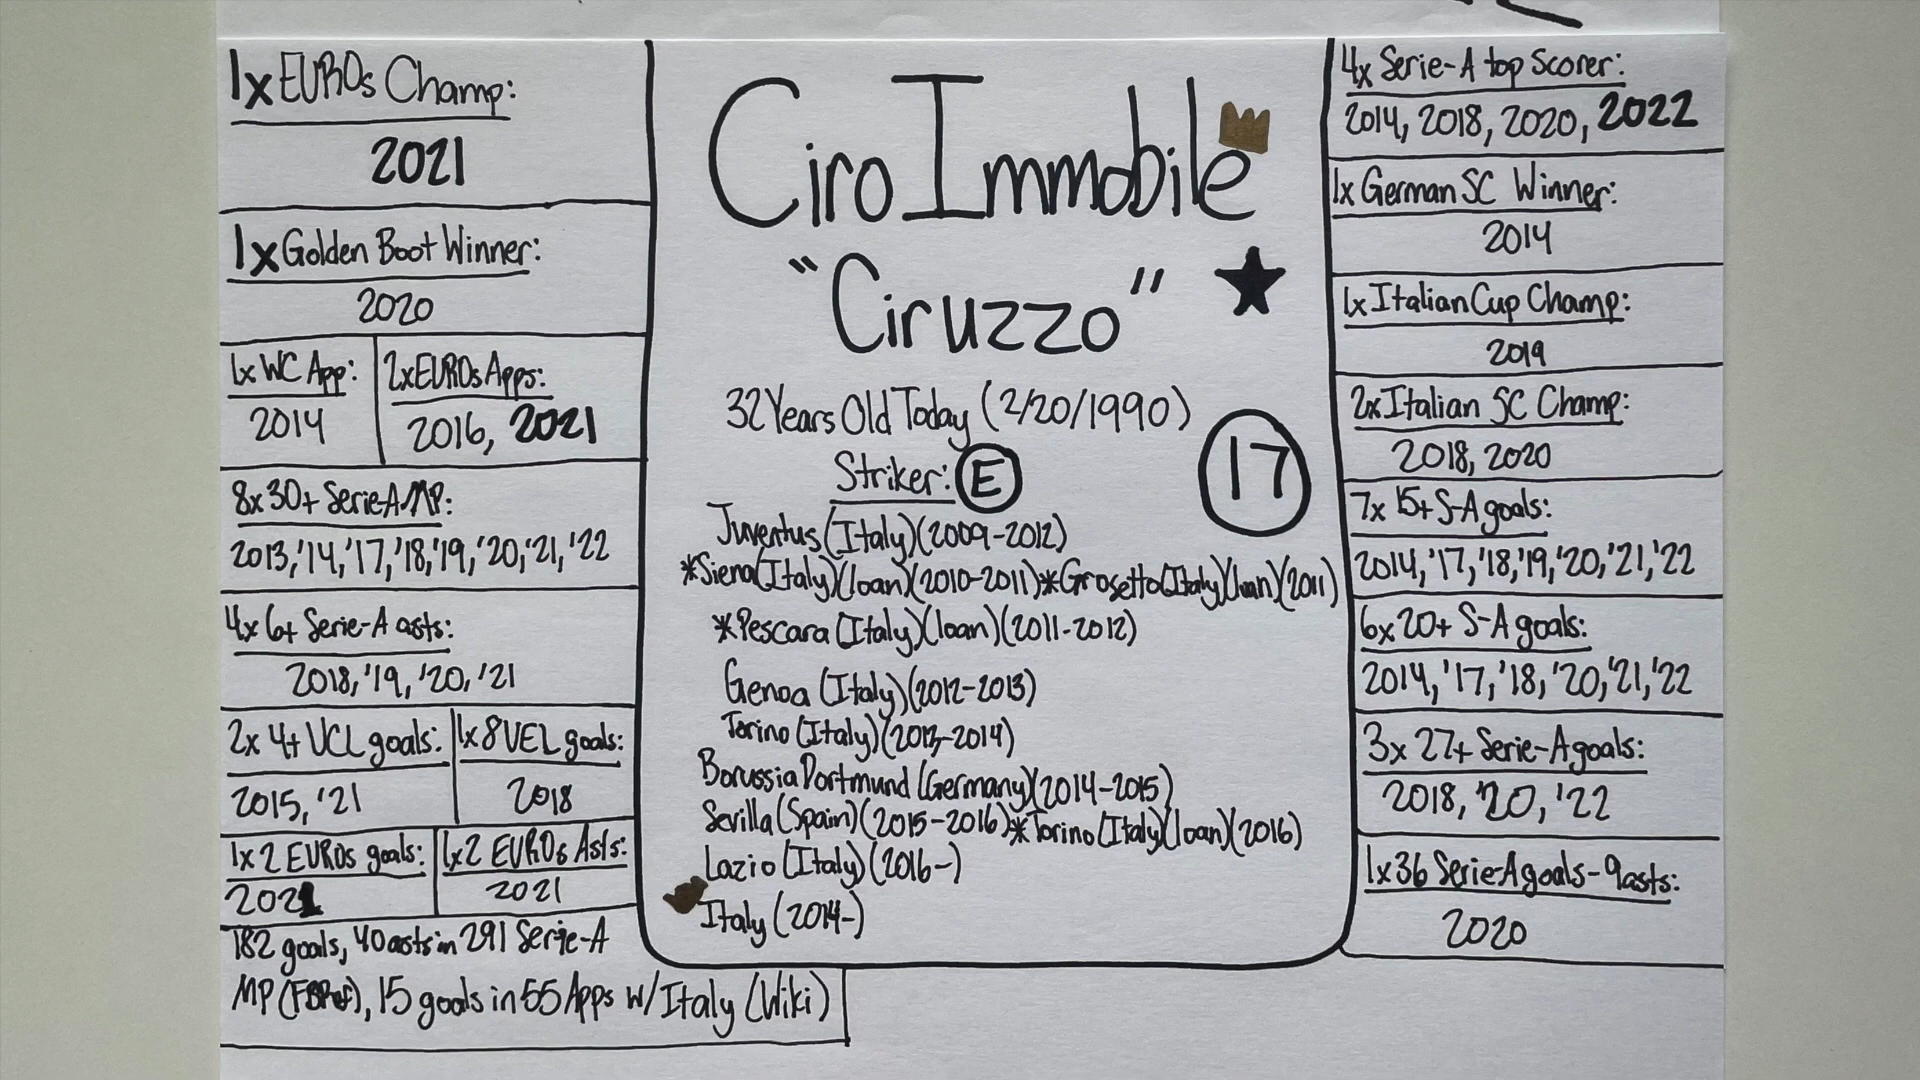 1x EUROs Champ:
2021
1x Golden Boot Winner:
2020
1x WC App:
2014
2x EUROs Apps:
2016, 2021
8x 30+ Serie-A MP:
2013,'14,'17,'18,'19,'20,'21,'22
4x 6+ Serie-A asts:
2018,'19,'20,'21
2x 4+ UCL goals:
2015, '21
1x 8 UEL goals:
2018
1x 2 EUROs goals:
2021
1x2 EUROs Asts:
2021
182 goals, 40 asts in 291 Serie-A
MP (FBRef), 15 goals in 55 Apps w/ Italy (Wiki)
Ciro Immobile
"Ciruzzo"
32 Years Old Today (2/20/1990)
Striker: E
17
Juventus (Italy)(2009-2012)
*Siena(Italy)(loan)(2010-2011)*Grosetto(Italy)(loan)(2011)
*Pescara (Italy)(loan)(2011-2012)
Genoa (Italy)(2012-2013)
Torino (Italy)(2013-2014)
Borussia Dortmund (Germany)(2014-2015)
Sevilla (Spain)(2015-2016)*Torino(Italy)(loan)(2016)
Lazio (Italy)(2016-)
Italy (2014-)
4x Serie-A top Scorer:
2014, 2018, 2020, 2022
1x German SC Winner:
2014
1x Italian Cup Champ:
2019
2x Italian SC Champ:
2018, 2020
7x 15+ S-A goals:
2014,'17,'18,'19,'20,'21,'22
6x 20+ S-A goals:
2014,'17,'18,'20,'21,'22
3x 27+ Serie-A goals:
2018,'20,'22
1x36 Serie-A goals-9asts:
2020